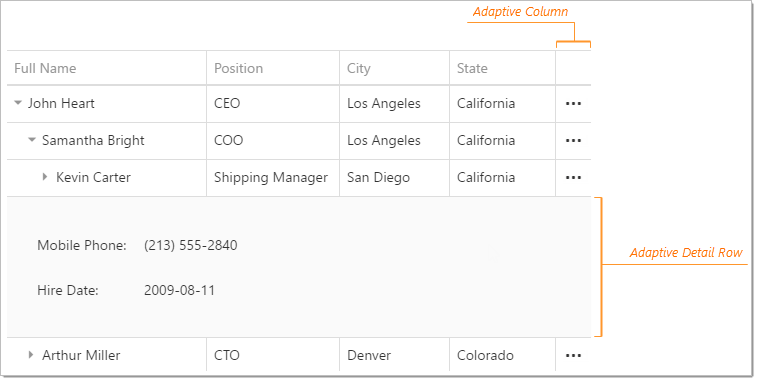 Adaptive Column
Full Name Position City State
John Heart CEO Los Angeles California
Samantha Bright COO Los Angeles California
Kevin Carter Shipping Manager San Diego California
Mobile Phone: (213) 555-2840
Adaptive Detail Row
Hire Date: 2009-08-11
Arthur Miller CTO Denver Colorado